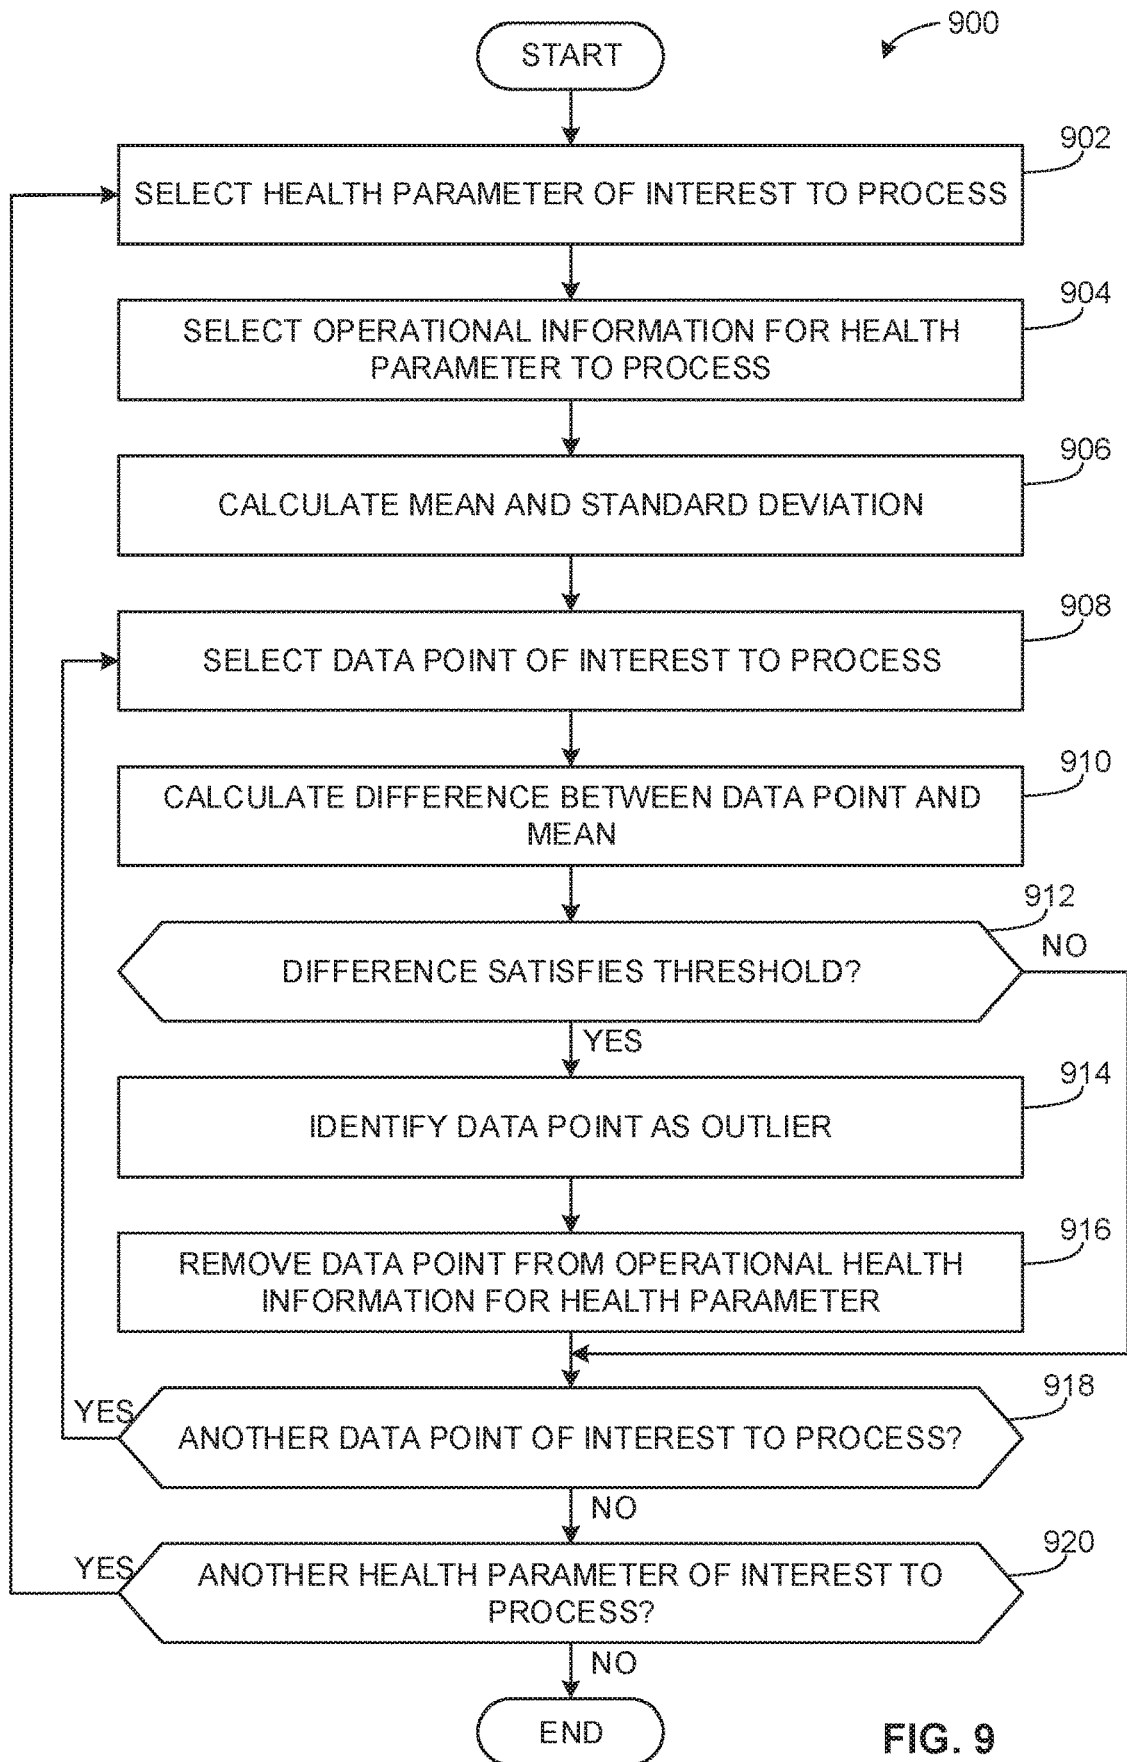 900
START
902
SELECT HEALTH PARAMETER OF INTEREST TO PROCESS
904
SELECT OPERATIONAL INFORMATION FOR HEALTH
PARAMETER TO PROCESS
906
CALCULATE MEAN AND STANDARD DEVIATION
908
SELECT DATA POINT OF INTEREST TO PROCESS
910
CALCULATE DIFFERENCE BETWEEN DATA POINT AND
MEAN
912
DIFFERENCE SATISFIES THRESHOLD?
NO
YES
914
IDENTIFY DATA POINT AS OUTLIER
916
REMOVE DATA POINT FROM OPERATIONAL HEALTH
INFORMATION FOR HEALTH PARAMETER
918
YES
ANOTHER DATA POINT OF INTEREST TO PROCESS?
NO
920
YES
ANOTHER HEALTH PARAMETER OF INTEREST TO
PROCESS?
NO
END
FIG. 9